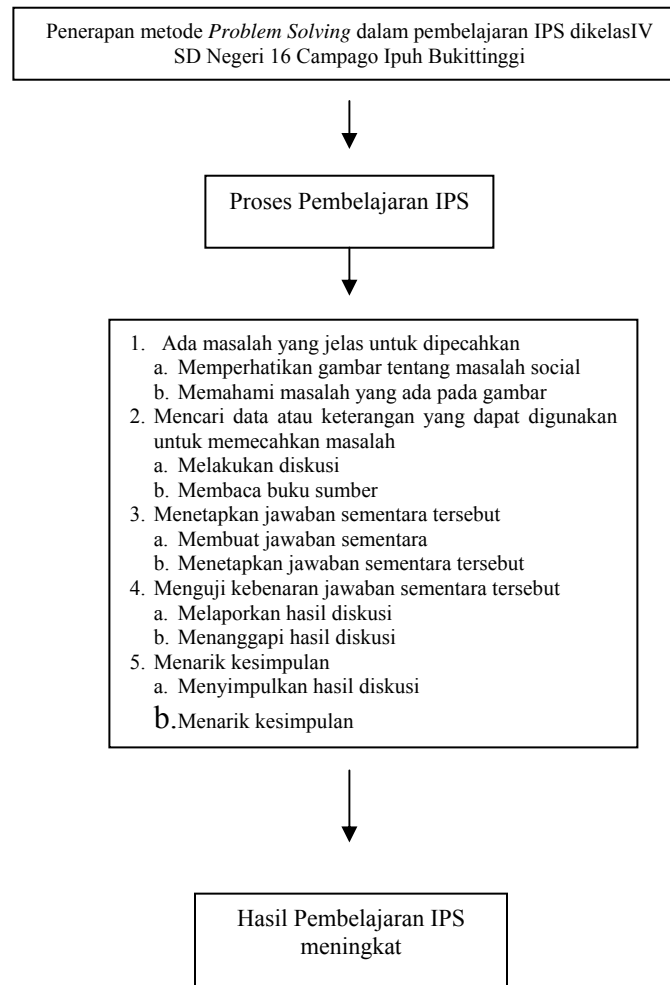 Penerapan metode Problem Solving dalam pembelajaran IPS dikelasIV
SD Negeri 16 Campago Ipuh Bukittinggi
Proses Pembelajaran IPS
1. Ada masalah yang jelas untuk dipecahkan
a. Memperhatikan gambar tentang masalah social
b. Memahami masalah yang ada pada gambar
2. Mencari data atau keterangan yang dapat digunakan
untuk memecahkan masalah
a. Melakukan diskusi
b. Membaca buku sumber
3. Menetapkan jawaban sementara tersebut
a. Membuat jawaban sementara
b. Menetapkan jawaban sementara tersebut
4. Menguji kebenaran jawaban sementara tersebut
a. Melaporkan hasil diskusi
b. Menanggapi hasil diskusi
5. Menarik kesimpulan
a. Menyimpulkan hasil diskusi
b.Menarik kesimpulan
Hasil Pembelajaran IPS
meningkat